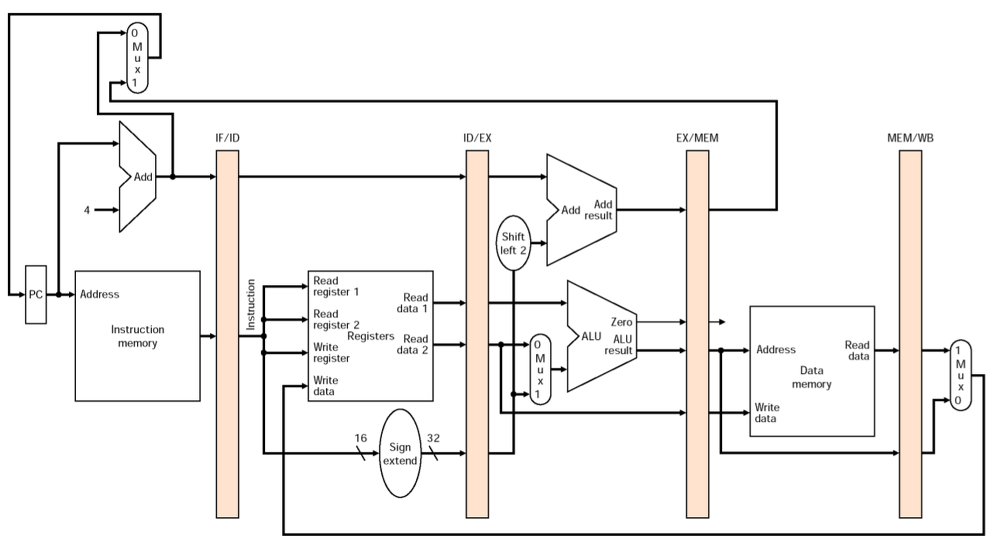 0
M
u
x
1
IF/ID
ID/EX
EX/MEM
MEM/WB
Add
4
Add
Add
result
Shift
left 2
PC
Address
Instruction
memory
Instruction
Read
register 1
Read
register 2
Write
register
Write
data
Registers
Read
data 1
Read
data 2
0
M
u
x
1
Zero
ALU
ALU
result
Address
Read
data
Data
memory
Write
data
1
M
u
x
0
16
Sign
extend
32